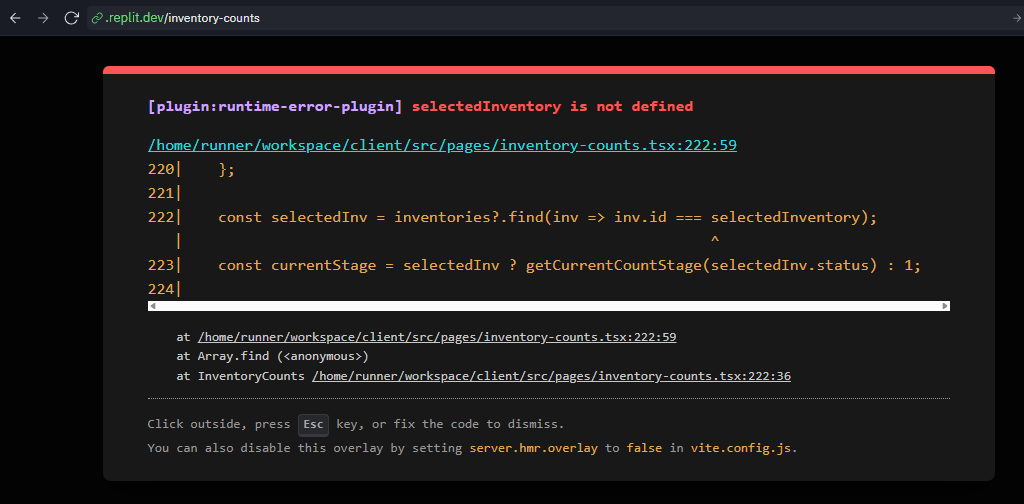 .replit.dev/inventory-counts
[plugin:runtime-error-plugin] selectedInventory is not defined
/home/runner/workspace/client/src/pages/inventory-counts.tsx:222:59
220|    };
221|
222|    const selectedInv = inventories?.find(inv => inv.id === selectedInventory);
   |                                                            ^
223|    const currentStage = selectedInv ? getCurrentCountStage(selectedInv.status) : 1;
224|
at /home/runner/workspace/client/src/pages/inventory-counts.tsx:222:59
at Array.find (<anonymous>)
at InventoryCounts /home/runner/workspace/client/src/pages/inventory-counts.tsx:222:36
Click outside, press Esc key, or fix the code to dismiss.
You can also disable this overlay by setting server.hmr.overlay to false in vite.config.js.